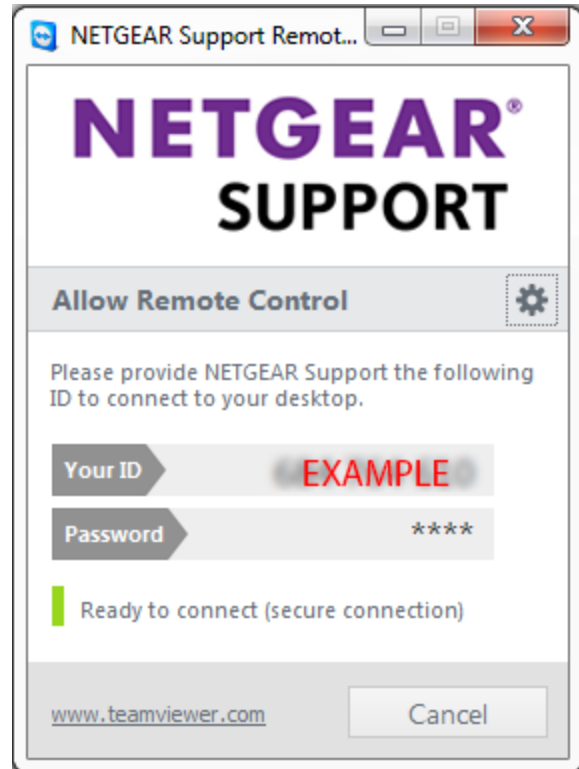 NETGEAR Support Remot...
NETGEAR®
SUPPORT
Allow Remote Control
Please provide NETGEAR Support the following
ID to connect to your desktop.
Your ID
EXAMPLE
Password
****
Ready to connect (secure connection)
www.teamviewer.com
Cancel